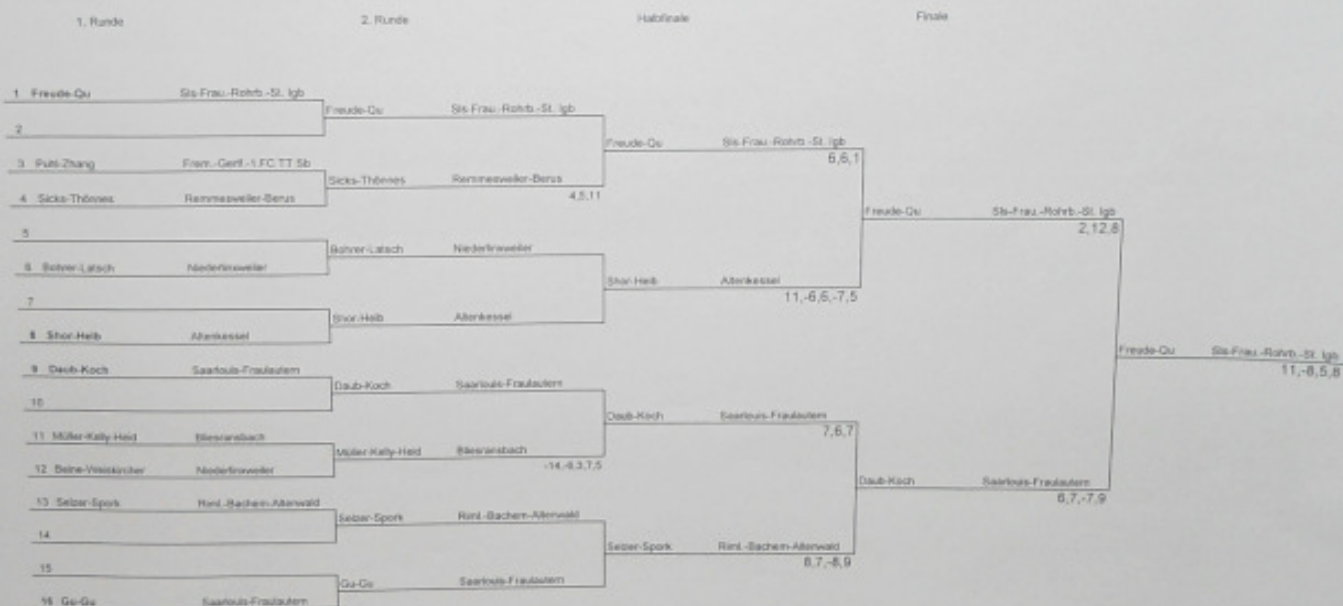 1. Runde 2. Runde Halbfinale Finale
1 Freude-Qu Sls-Frau.-Rohrb.-St. Igb
Freude-Qu Sls-Frau.-Rohrb.-St. Igb
2
Freude-Qu Sls-Frau.-Rohrb.-St. Igb
6,6,1
3 Putti-Zhang Frem.-Gerlf.-1.FC TT Sb
Sicks-Thönnes Remmesweiler-Berus
4,5,11
4 Sicks-Thönnes Remmesweiler-Berus
Freude-Qu Sls-Frau.-Rohrb.-St. Igb
2,12,8
5
Bohrer-Latsch Niederlinxweiler
6 Bohrer-Latsch Niederlinxweiler
Shor-Heib Altenkessel
11,-6,6,-7,5
7
Shor-Heib Altenkessel
8 Shor-Heib Altenkessel
Freude-Qu Sls-Frau.-Rohrb.-St. Igb
11,-8,5,8
9 Daub-Koch Saarlouis-Fraulautern
Daub-Koch Saarlouis-Fraulautern
10
Daub-Koch Saarlouis-Fraulautern
7,6,7
11 Müller-Kelly-Heid Bliesransbach
Müller-Kelly-Heid Bliesransbach
12 Beine-Weiskircher Niederlinxweiler
Daub-Koch Saarlouis-Fraulautern
6,7,-7,9
13 Selzer-Spork Riml.-Bachem-Altenwald
Selzer-Spork Riml.-Bachem-Altenwald
14
Selzer-Spork Riml.-Bachem-Altenwald
8,7,-8,9
15
Gu-Gu Saarlouis-Fraulautern
16 Gu-Gu Saarlouis-Fraulautern